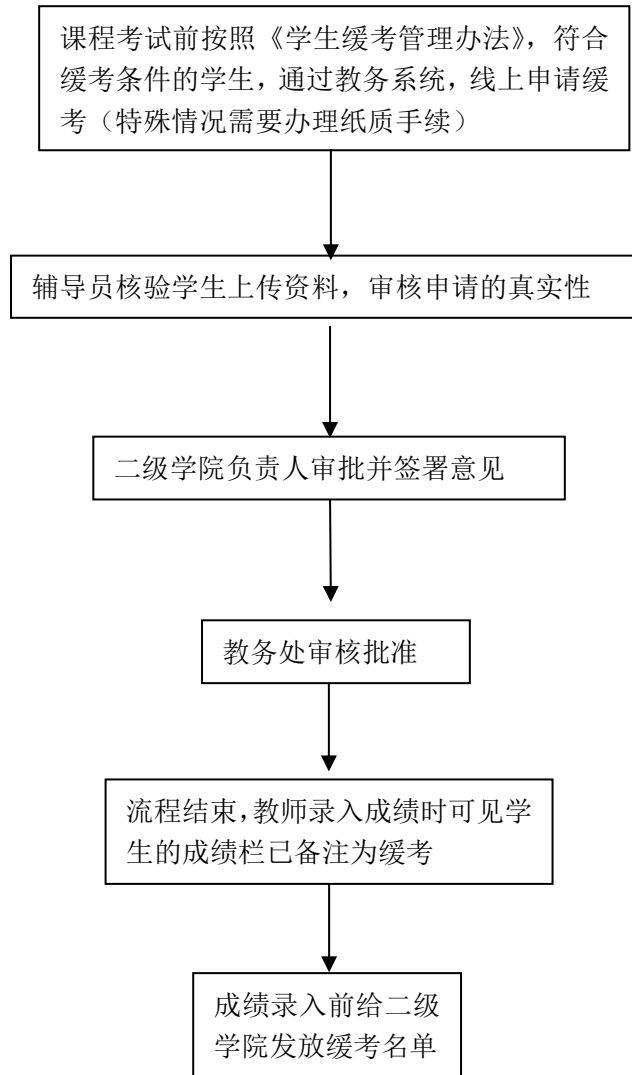 课程考试前按照《学生缓考管理办法》，符合
缓考条件的学生，通过教务系统，线上申请缓
考（特殊情况需要办理纸质手续）
辅导员核验学生上传资料，审核申请的真实性
二级学院负责人审批并签署意见
教务处审核批准
流程结束，教师录入成绩时可见学
生的成绩栏已备注为缓考
成绩录入前给二级
学院发放缓考名单